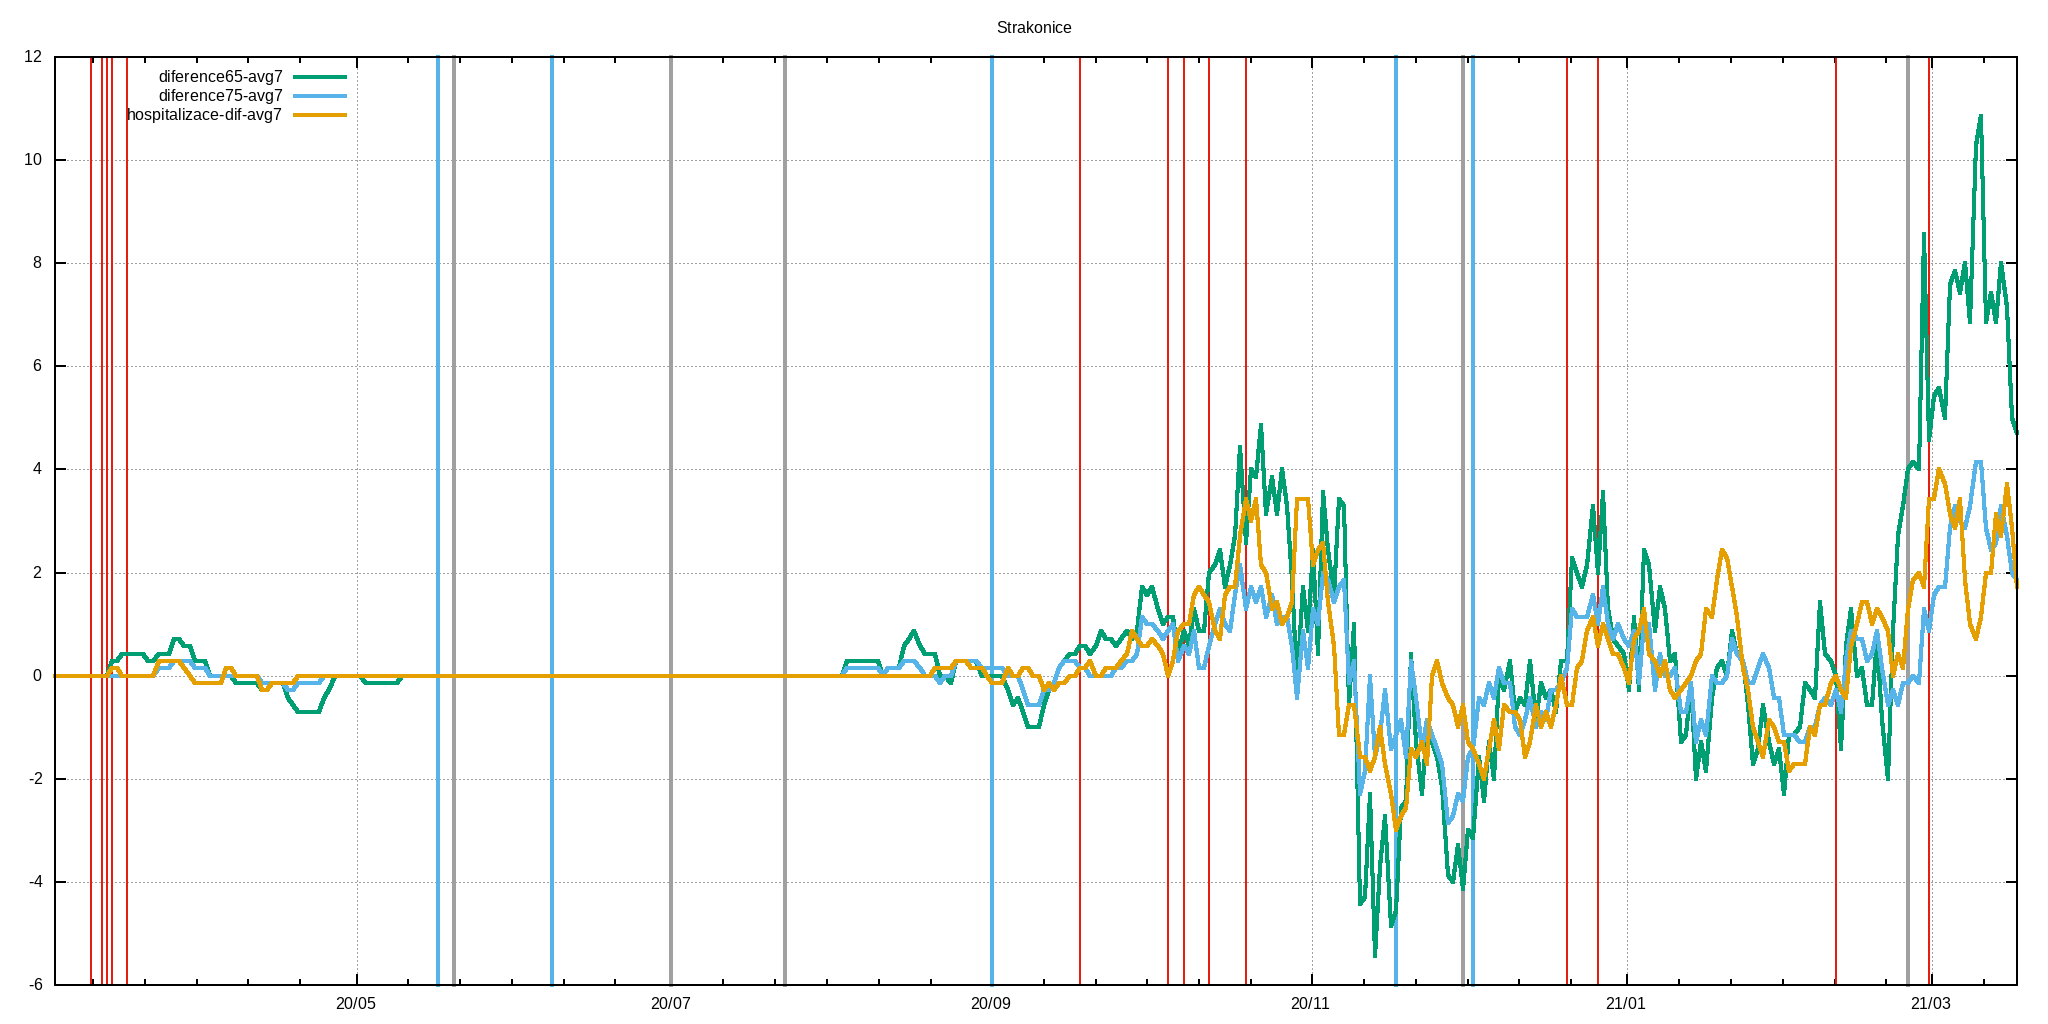 Strakonice
diference65-avg7
diference75-avg7
hospitalizace-dif-avg7
12
10
8
6
4
2
0
-2
-4
-6
20/05 20/07 20/09 20/11 21/01 21/03